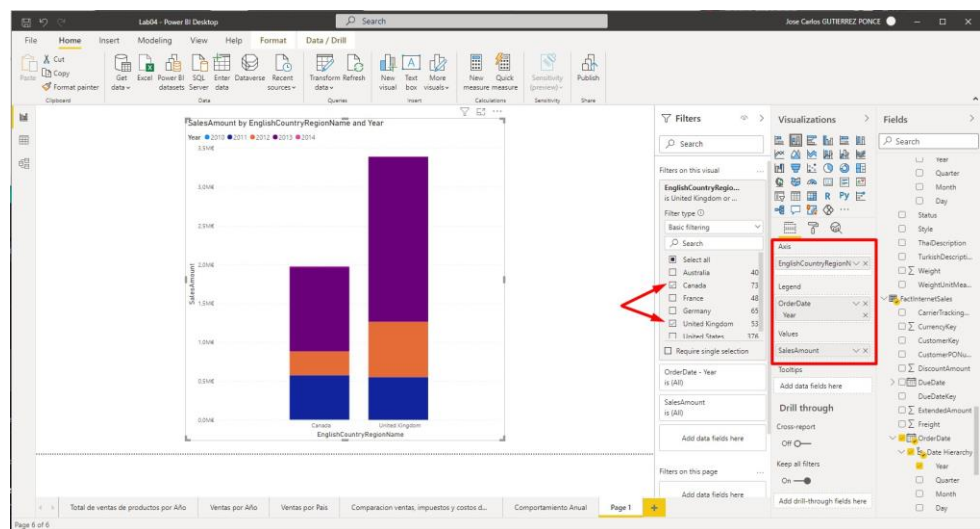 Lab04 - Power BI Desktop
Search
Jose Carlos GUTIERREZ PONCE
File Home Insert Modeling View Help Format Data / Drill
Paste
Cut
Copy
Format painter
Get data
Excel
Power BI datasets
SQL Server
Enter data
Dataverse
Recent sources
Transform data
Refresh
New visual
Text box
More visuals
New measure
Quick measure
Sensitivity (preview)
Publish
Clipboard Data Queries Insert Calculations Sensitivity Share
SalesAmount by EnglishCountryRegionName and Year
Year 2010 2011 2012 2013 2014
3,5M€
3,0M€
2,5M€
2,0M€
1,5M€
1,0M€
0,5M€
0,0M€
SalesAmount
Canada United Kingdom
EnglishCountryRegionName
Filters
Search
Filters on this visual ...
EnglishCountryRegio...
is United Kingdom or ...
Filter type
Basic filtering
Search
Select all
Australia 40
Canada 73
France 48
Germany 65
United Kingdom 53
United States 376
Require single selection
OrderDate - Year
is (All)
SalesAmount
is (All)
Add data fields here
Filters on this page ...
Add data fields here
Visualizations
R Py
Axis
EnglishCountryRegionN
Legend
OrderDate
Year
Values
SalesAmount
Tooltips
Add data fields here
Drill through
Cross-report
Off
Keep all filters
On
Add drill-through fields here
Fields
Search
Year
Quarter
Month
Day
Status
Style
ThaiDescription
TurkishDescripti...
Weight
WeightUnitMea...
FactInternetSales
CarrierTracking...
CurrencyKey
CustomerKey
CustomerPONu...
DiscountAmount
DueDate
DueDateKey
ExtendedAmount
Freight
OrderDate
Date Hierarchy
Year
Quarter
Month
Day
Total de ventas de productos por Año
Ventas por Año
Ventas por Pais
Comparacion ventas, impuestos y costos d...
Comportamiento Anual
Page 1
Page 6 of 6